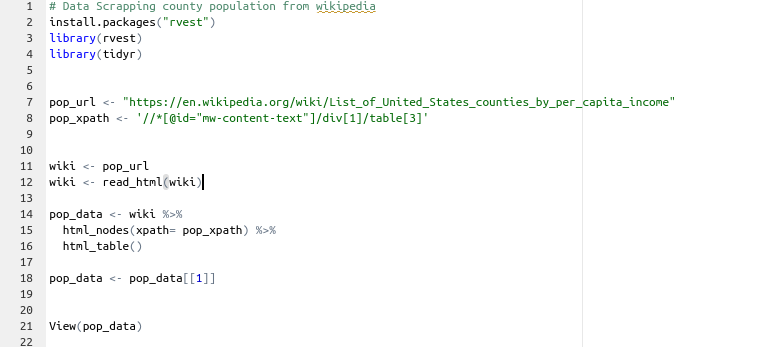 1 # Data Scrapping county population from wikipedia
2 install.packages("rvest")
3 library(rvest)
4 library(tidyr)
5
6
7 pop_url <- "https://en.wikipedia.org/wiki/List_of_United_States_counties_by_per_capita_income"
8 pop_xpath <- '//*[@id="mw-content-text"]/div[1]/table[3]'
9
10
11 wiki <- pop_url
12 wiki <- read_html(wiki)
13
14 pop_data <- wiki %>%
15   html_nodes(xpath= pop_xpath) %>%
16   html_table()
17
18 pop_data <- pop_data[[1]]
19
20
21 View(pop_data)
22